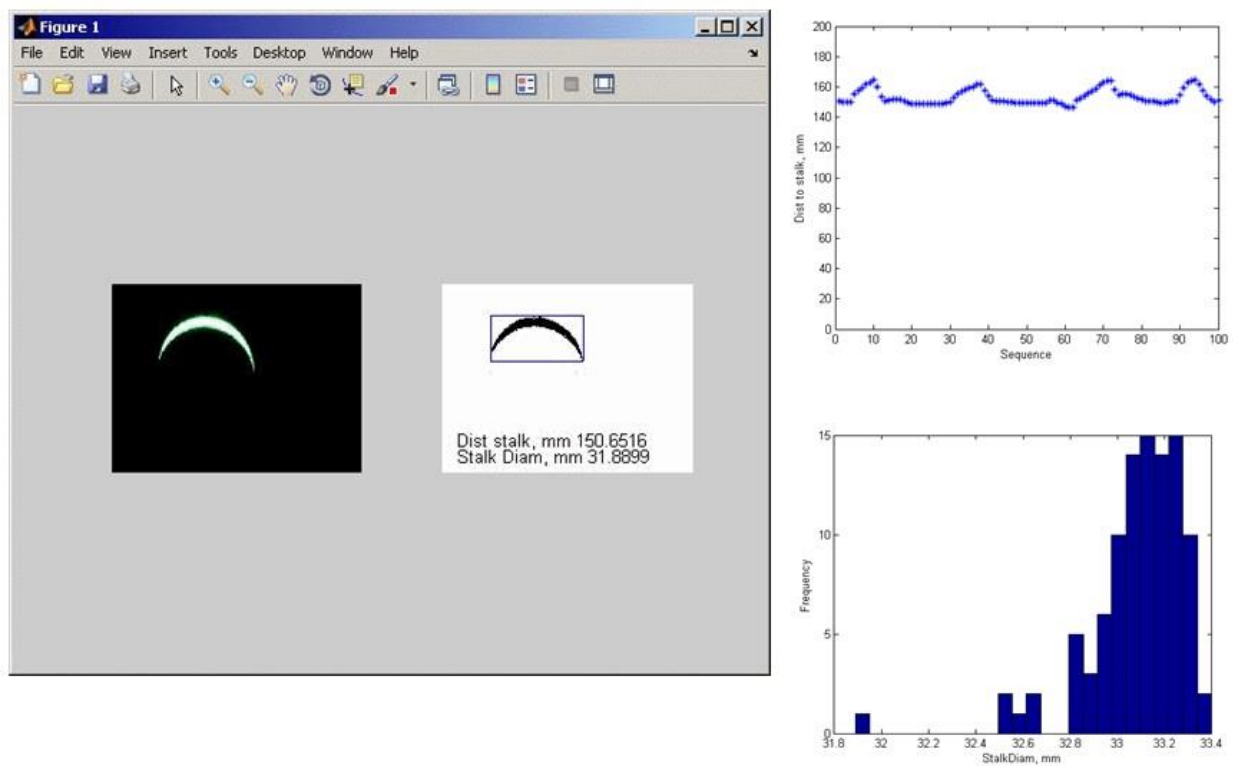 Figure 1
File Edit View Insert Tools Desktop Window Help
Dist stalk, mm 150.6516
Stalk Diam, mm 31.8899
200
180
160
140
120
100
80
60
40
20
0
Dist to stalk, mm
0 10 20 30 40 50 60 70 80 90 100
Sequence
15
10
5
0
Frequency
31.8 32 32.2 32.4 32.6 32.8 33 33.2 33.4
StalkDiam, mm